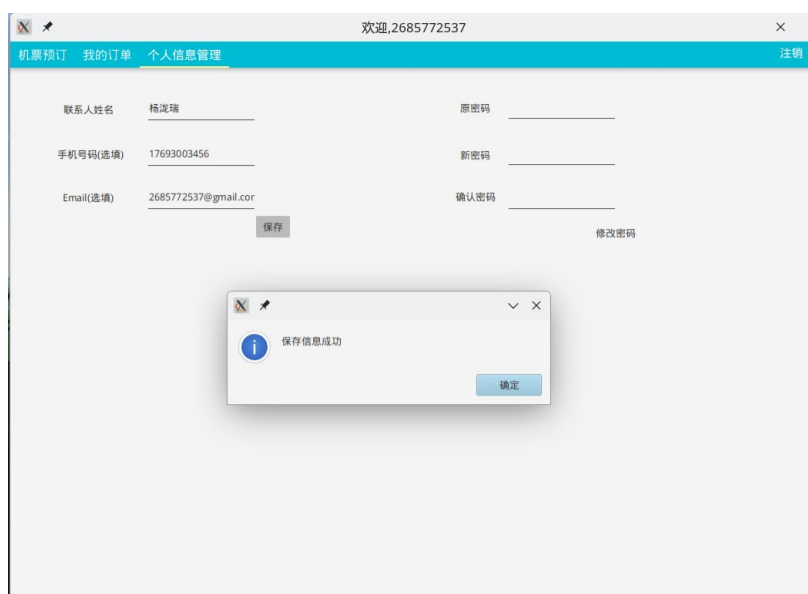 欢迎,2685772537
机票预订 我的订单 个人信息管理 注销
联系人姓名 杨泷瑞 原密码
手机号码(选填) 17693003456 新密码
Email(选填) 2685772537@gmail.cor 确认密码
保存 修改密码
保存信息成功
确定